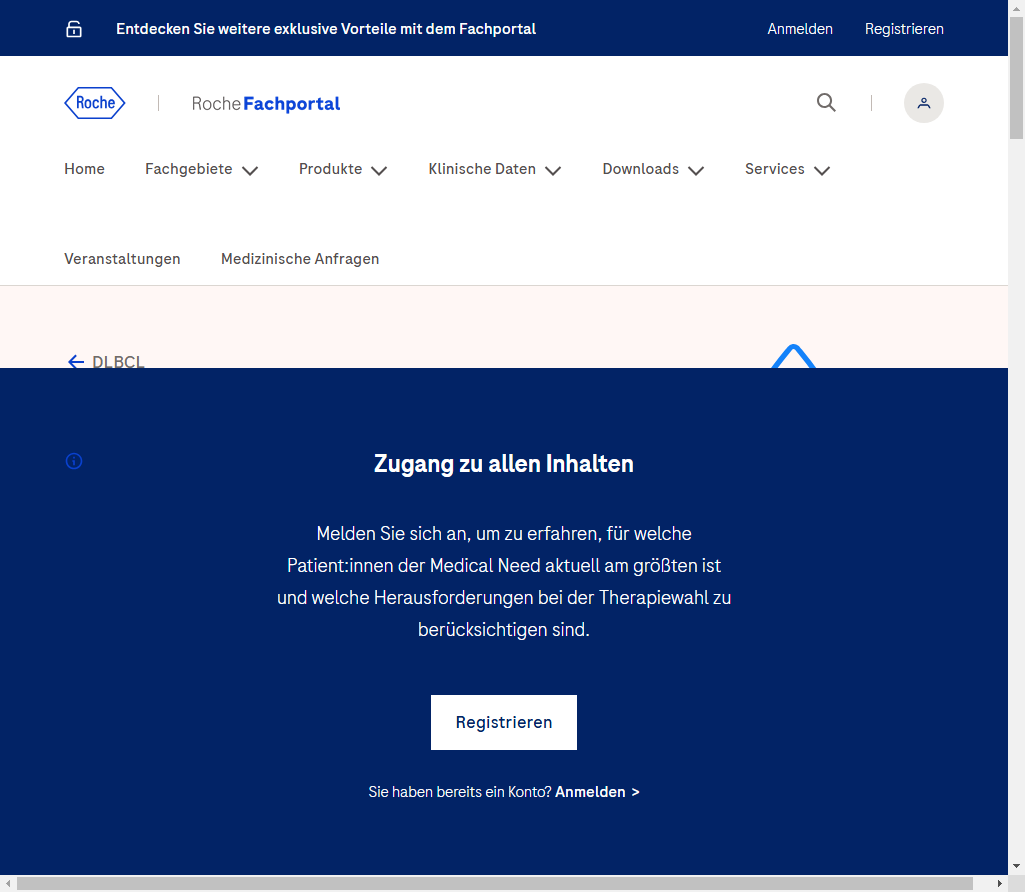 Entdecken Sie weitere exklusive Vorteile mit dem Fachportal
Anmelden
Registrieren
Roche
Roche Fachportal
Home
Fachgebiete
Produkte
Klinische Daten
Downloads
Services
Veranstaltungen
Medizinische Anfragen
DLBCL
Zugang zu allen Inhalten
Melden Sie sich an, um zu erfahren, für welche
Patient:innen der Medical Need aktuell am größten ist
und welche Herausforderungen bei der Therapiewahl zu
berücksichtigen sind.
Registrieren
Sie haben bereits ein Konto? Anmelden >